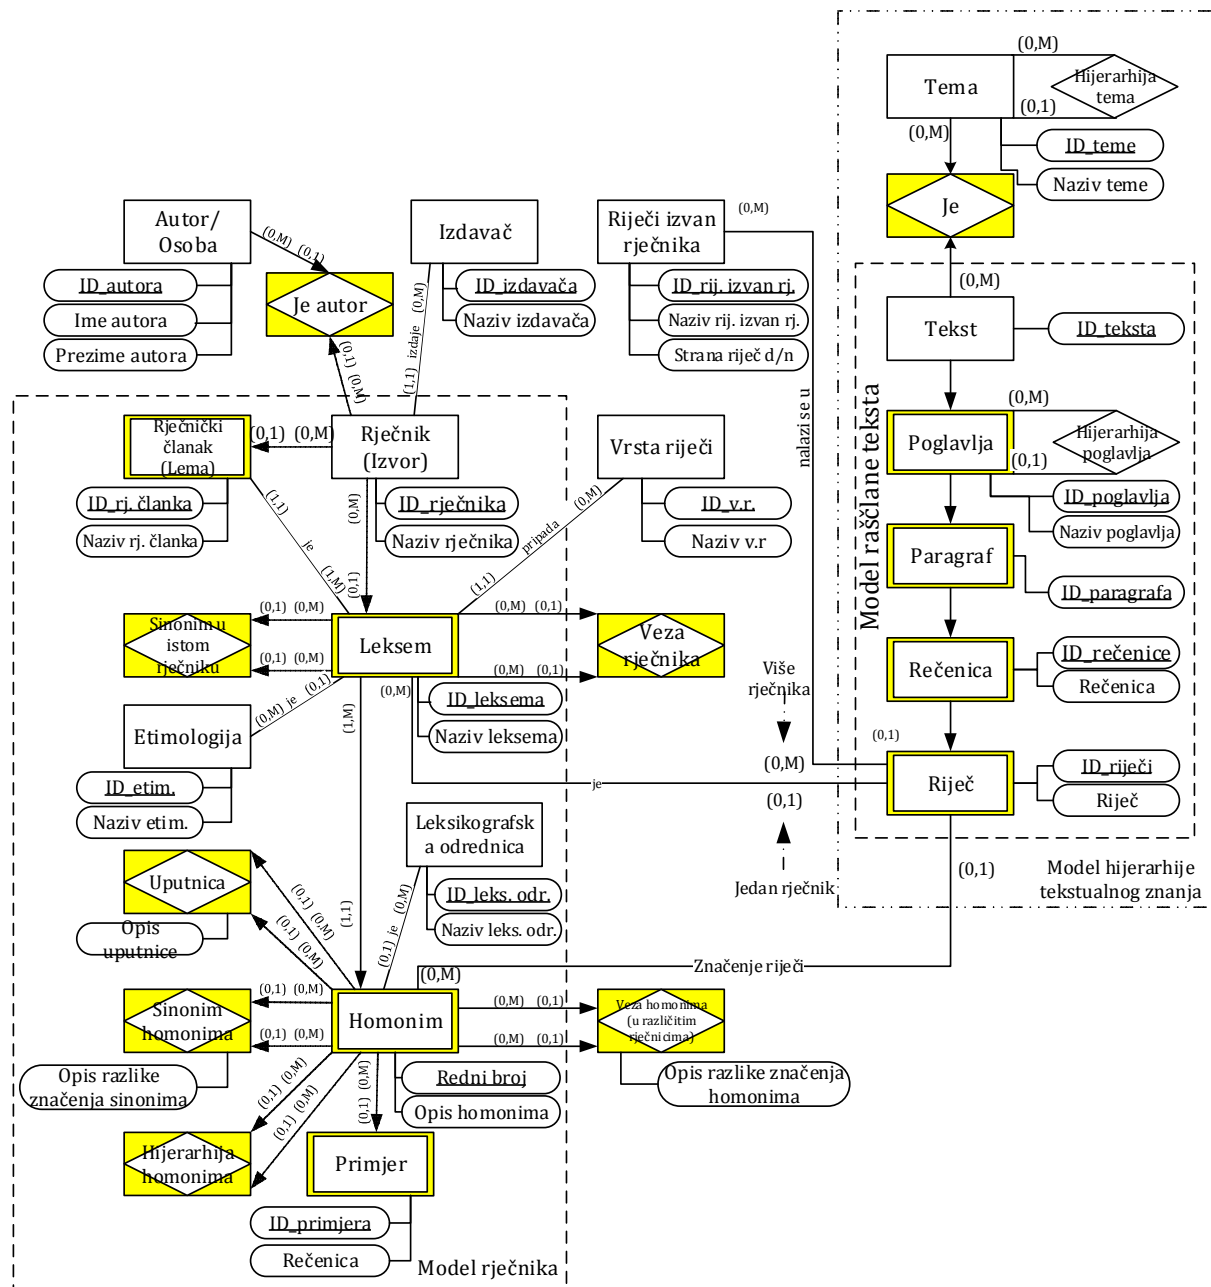 (0,M)
Tema
Hijerarhija
tema
(0,1)
(0,M)
ID_teme
Naziv teme
Je
(0,M)
Autor/
Osoba
(0,M) (0,1)
ID_autora
Ime autora
Prezime autora
Je autor
(0,1) (0,M)
Izdavač
ID_izdavača
Naziv izdavača
(1,1) izdaje (0,M)
Riječi izvan
rječnika
(0,M)
ID_rij. izvan rj.
Naziv rij. izvan rj.
Strana riječ d/n
nalazi se u
Tekst
ID_teksta
Model raščlane teksta
(0,M)
Poglavlja
Hijerarhija
poglavlja
(0,1)
ID_poglavlja
Naziv poglavlja
Paragraf
ID_paragrafa
Rečenica
ID_rečenice
Rečenica
(0,1)
Riječ
ID_riječi
Riječ
(0,1)
Model hijerarhije
tekstualnog znanja
Rječnički
članak
(Lema)
(0,1) (0,M)
Rječnik
(Izvor)
ID_rj. članka
Naziv rj. članka
(1,1)
je
(1,M)
(0,M)
(0,1)
ID_rječnika
Naziv rječnika
Vrsta riječi
ID_v.r.
Naziv v.r
(1,1) pripada (0,M)
Sinonim u
istom
rječniku
(0,1) (0,M)
(0,1) (0,M)
Leksem
(0,M) (0,1)
(0,M) (0,1)
Veza
rječnika
(0,M) je (0,1)
(0,M)
ID_leksema
Naziv leksema
(1,M)
Više
rječnika
(0,M)
je
(0,1)
Jedan rječnik
Etimologija
ID_etim.
Naziv etim.
Leksikografsk
a odrednica
ID_leks. odr.
Naziv leks. odr.
(0,1) je (0,M)
(1,1)
Uputnica
Opis
uputnice
(0,1) (0,M)
(0,1) (0,M)
(0,M)
Značenje riječi
Sinonim
homonima
(0,1) (0,M)
(0,1) (0,M)
Homonim
(0,M) (0,1)
(0,M) (0,1)
Veza homonima
(u različitim
rječnicima)
Opis razlike
značenja sinonima
Redni broj
Opis homonima
Opis razlike značenja
homonima
(0,1) (0,M)
(0,1) (0,M)
(0,1) (0,M)
Hijerarhija
homonima
Primjer
ID_primjera
Rečenica
Model rječnika